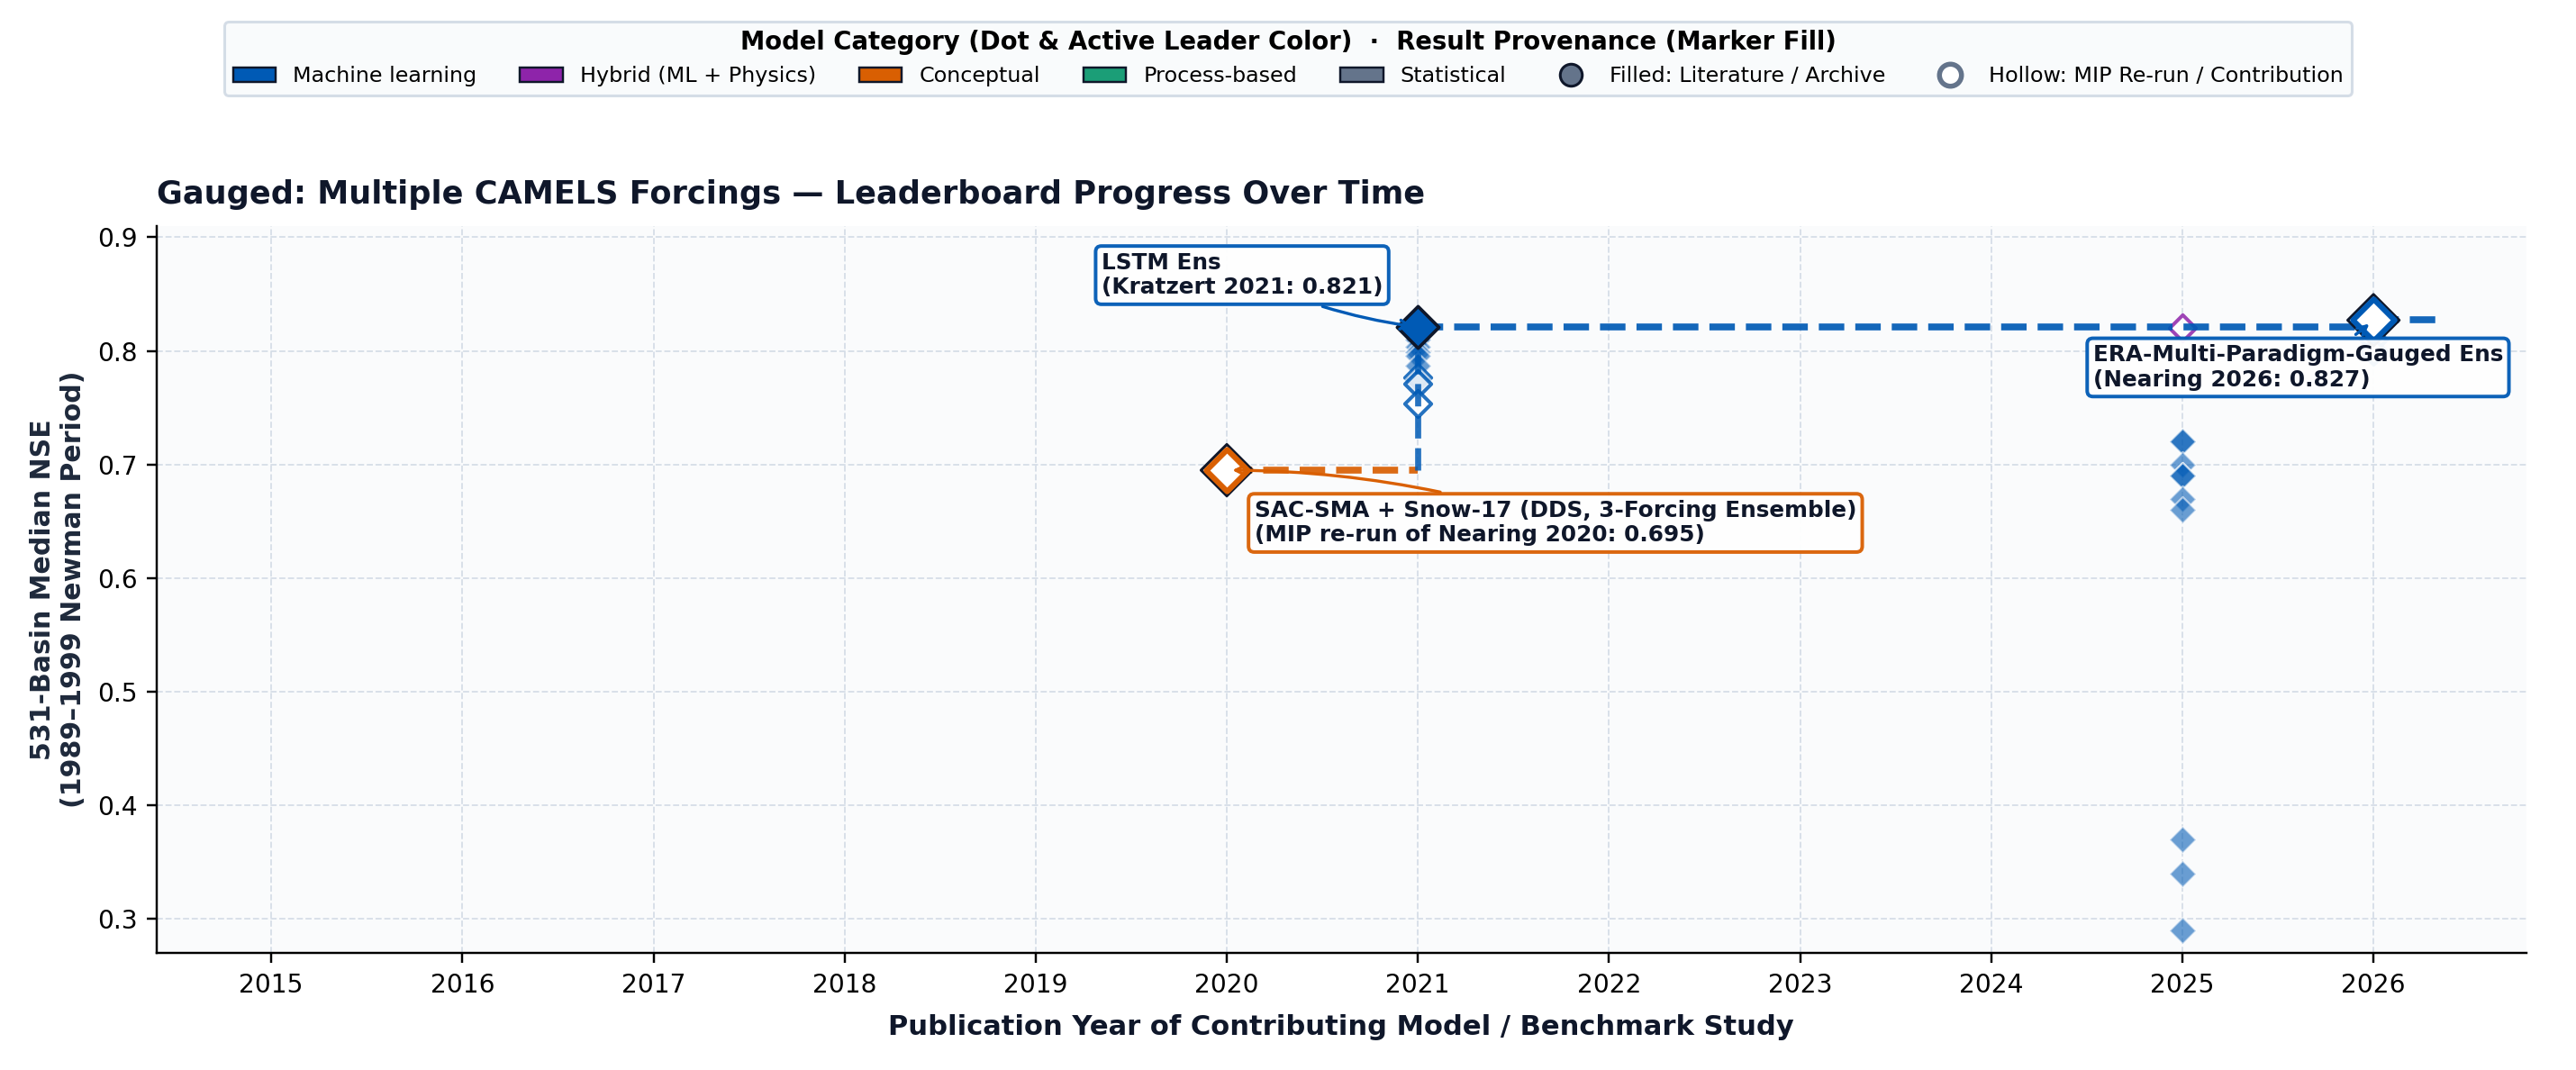 Model Category (Dot & Active Leader Color)  ·  Result Provenance (Marker Fill)
Machine learning
Hybrid (ML + Physics)
Conceptual
Process-based
Statistical
Filled: Literature / Archive
Hollow: MIP Re-run / Contribution
Gauged: Multiple CAMELS Forcings — Leaderboard Progress Over Time
531-Basin Median NSE
(1989–1999 Newman Period)
0.9
0.8
0.7
0.6
0.5
0.4
0.3
LSTM Ens
(Kratzert 2021: 0.821)
ERA-Multi-Paradigm-Gauged Ens
(Nearing 2026: 0.827)
SAC-SMA + Snow-17 (DDS, 3-Forcing Ensemble)
(MIP re-run of Nearing 2020: 0.695)
2015
2016
2017
2018
2019
2020
2021
2022
2023
2024
2025
2026
Publication Year of Contributing Model / Benchmark Study